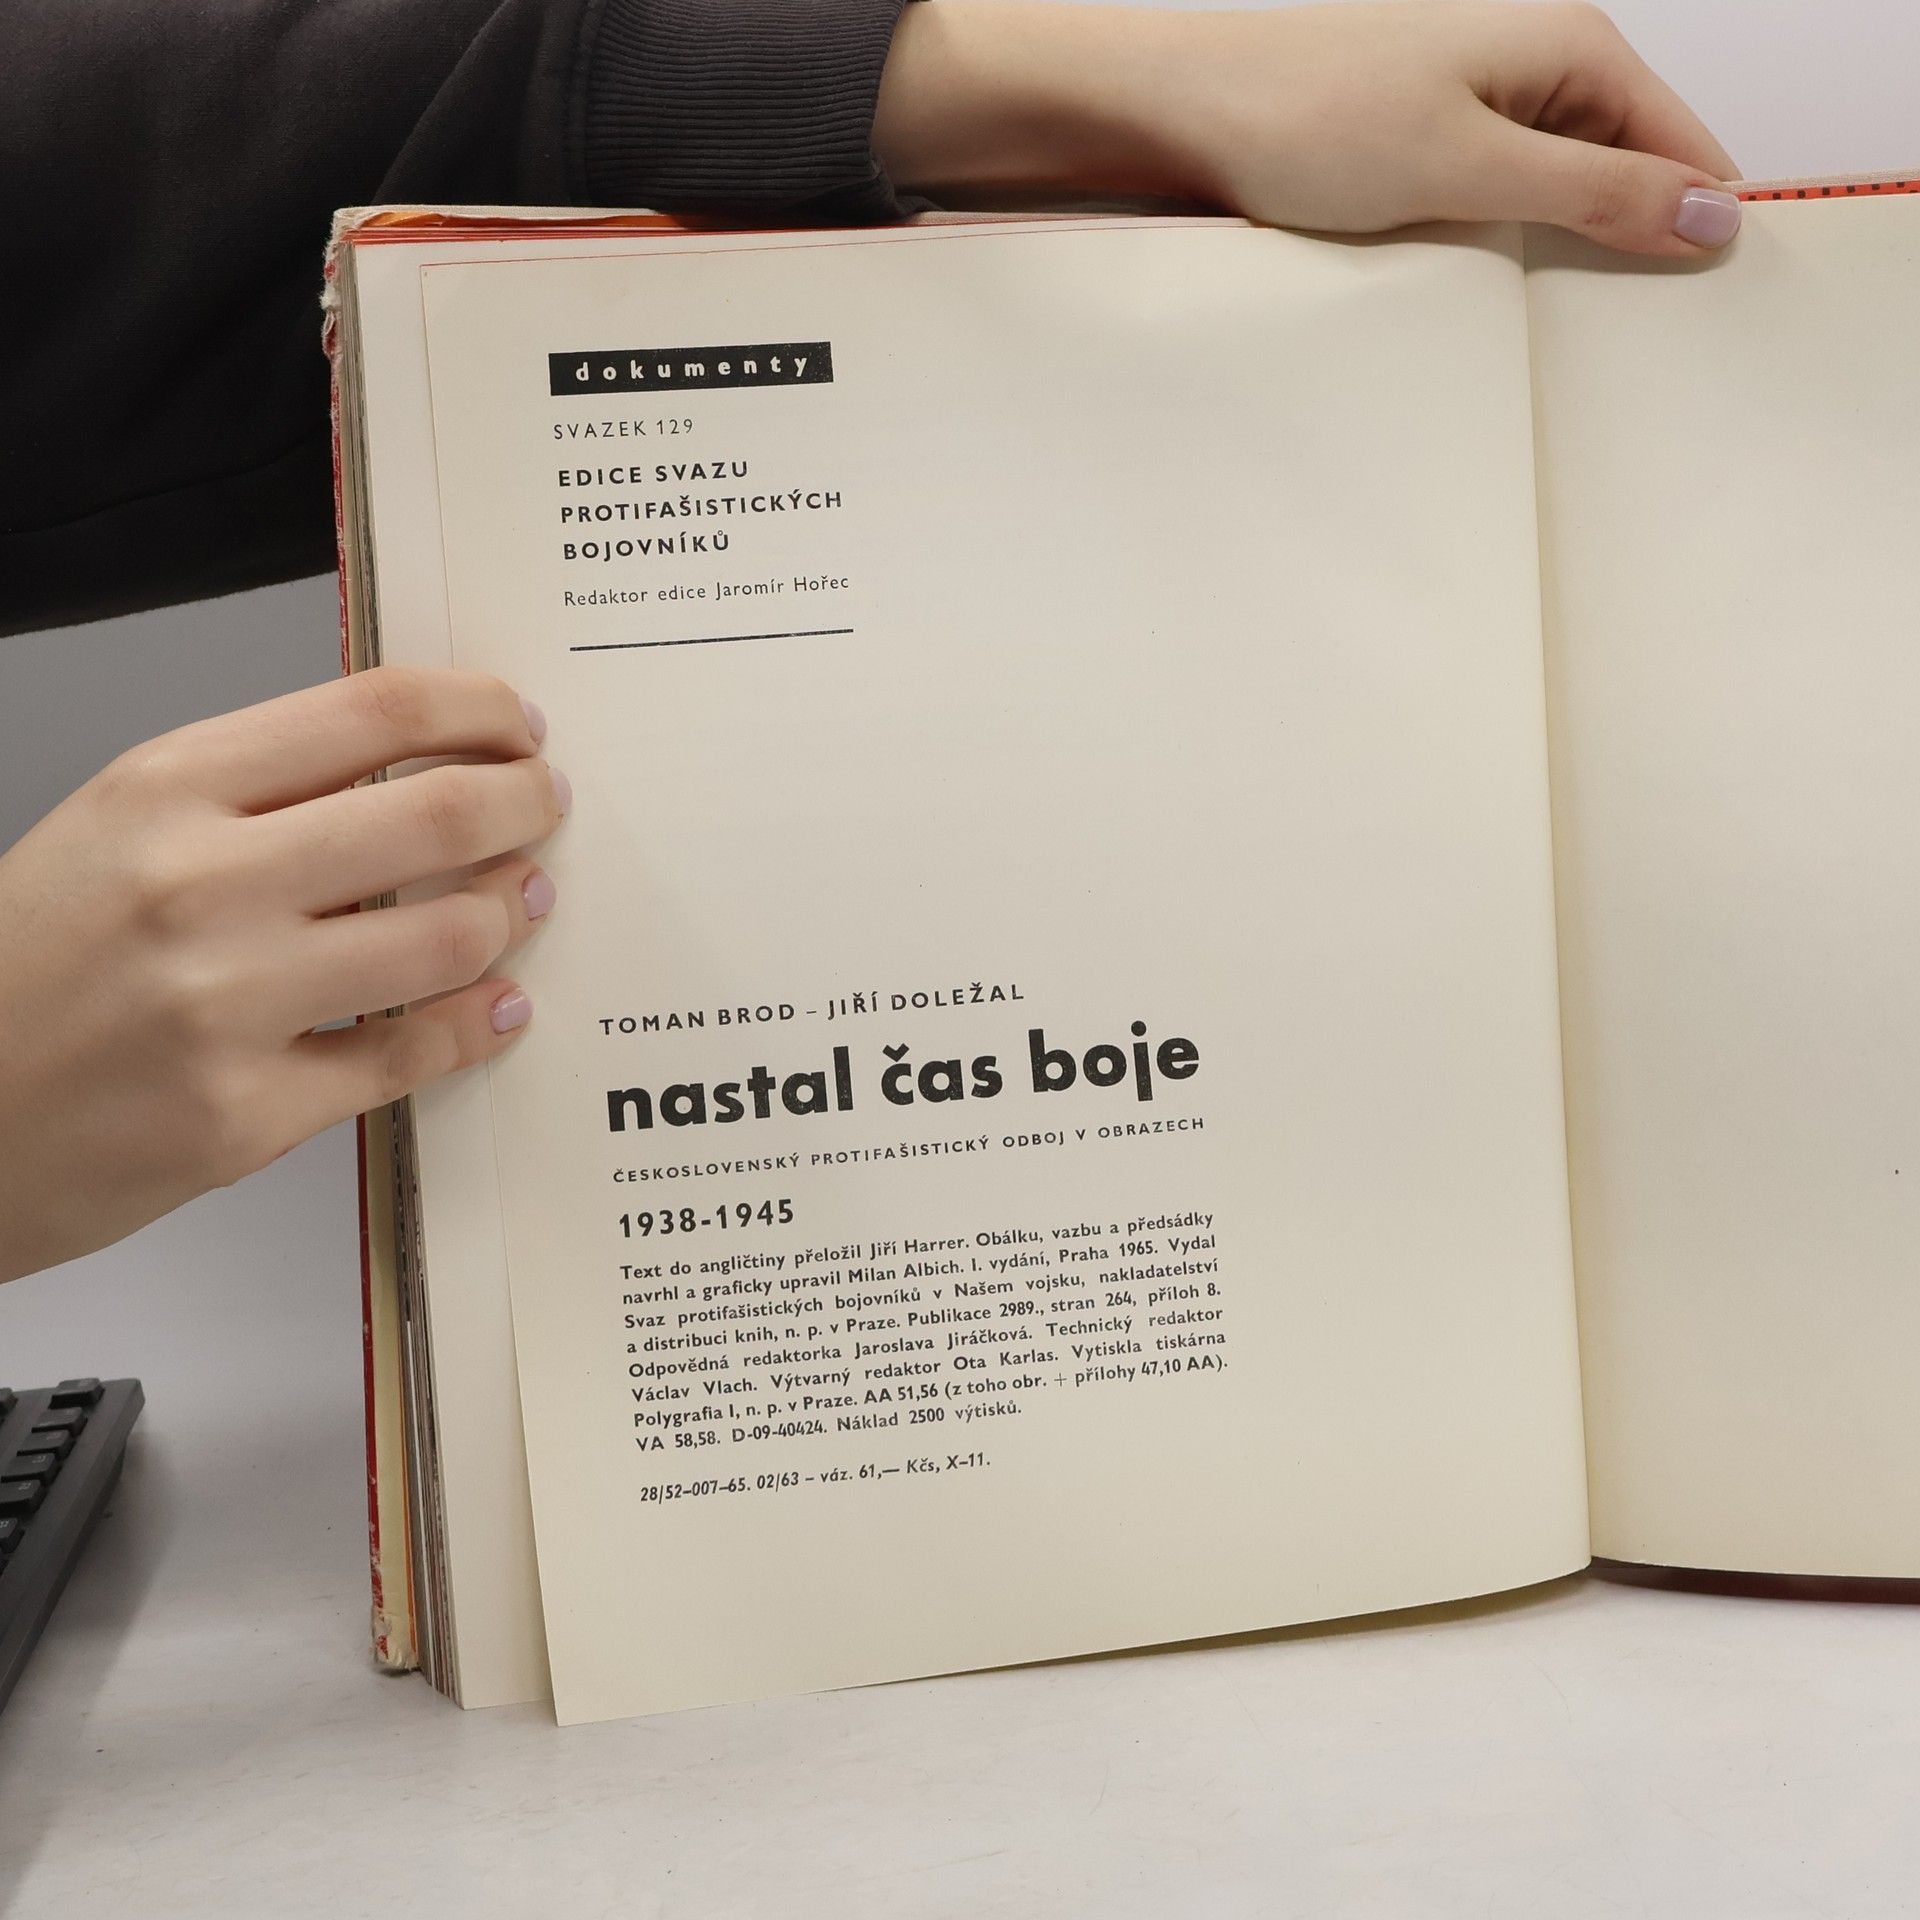 dokumenty
SVAZEK 129
EDICE SVAZU
PROTIFAŠISTICKÝCH
BOJOVNÍKŮ
Redaktor edice Jaromír Hořec
TOMAN BROD – JIŘÍ DOLEŽAL
nastal čas boje
ČESKOSLOVENSKÝ PROTIFAŠISTICKÝ ODBOJ V OBRAZECH
1938-1945
Text do angličtiny přeložil Jiří Harrer. Obálku, vazbu a předsádky
navrhl a graficky upravil Milan Albich. I. vydání, Praha 1965. Vydal
Svaz protifašistických bojovníků v Našem vojsku, nakladatelství
a distribuci knih, n. p. v Praze. Publikace 2989., stran 264, příloh 8.
Odpovědná redaktorka Jaroslava Jiráčková. Technický redaktor
Václav Vlach. Výtvarný redaktor Ota Karlas. Vytiskla tiskárna
Polygrafia I, n. p. v Praze. AA 51,56 (z toho obr. + přílohy 47,10 AA).
VA 58,58. D-09-40424. Náklad 2500 výtisků.
28/52–007–65. 02/63 – váz. 61,— Kčs, X–11.